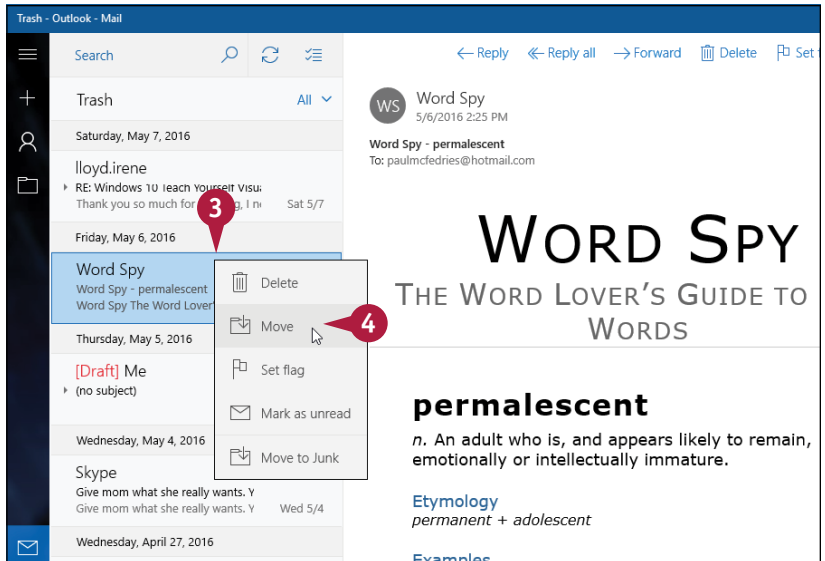 Trash - Outlook - Mail
Search
Reply Reply all Forward Delete Set
Trash All
Saturday, May 7, 2016
lloyd.irene
RE: Windows 10 Teach Yourself Visu
Thank you so much for g, I n Sat 5/7
3
Friday, May 6, 2016
Word Spy
Word Spy - permalescent
Word Spy The Word Lover'
Thursday, May 5, 2016
[Draft] Me
(no subject)
Wednesday, May 4, 2016
Skype
Give mom what she really wants. Y
Give mom what she really wants. Y Wed 5/4
Wednesday, April 27, 2016
Delete
Move
4
Set flag
Mark as unread
Move to Junk
WS
Word Spy
5/6/2016 2:25 PM
Word Spy - permalescent
To: paulmcfedries@hotmail.com
WORD SPY
THE WORD LOVER'S GUIDE TO
WORDS
permalescent
n. An adult who is, and appears likely to remain,
emotionally or intellectually immature.
Etymology
permanent + adolescent
Examples